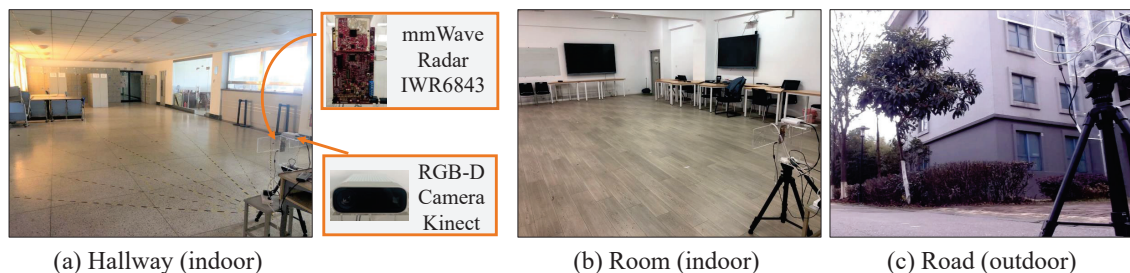 mmWave
Radar
IWR6843
RGB-D
Camera
Kinect
(a) Hallway (indoor)
(b) Room (indoor)
(c) Road (outdoor)